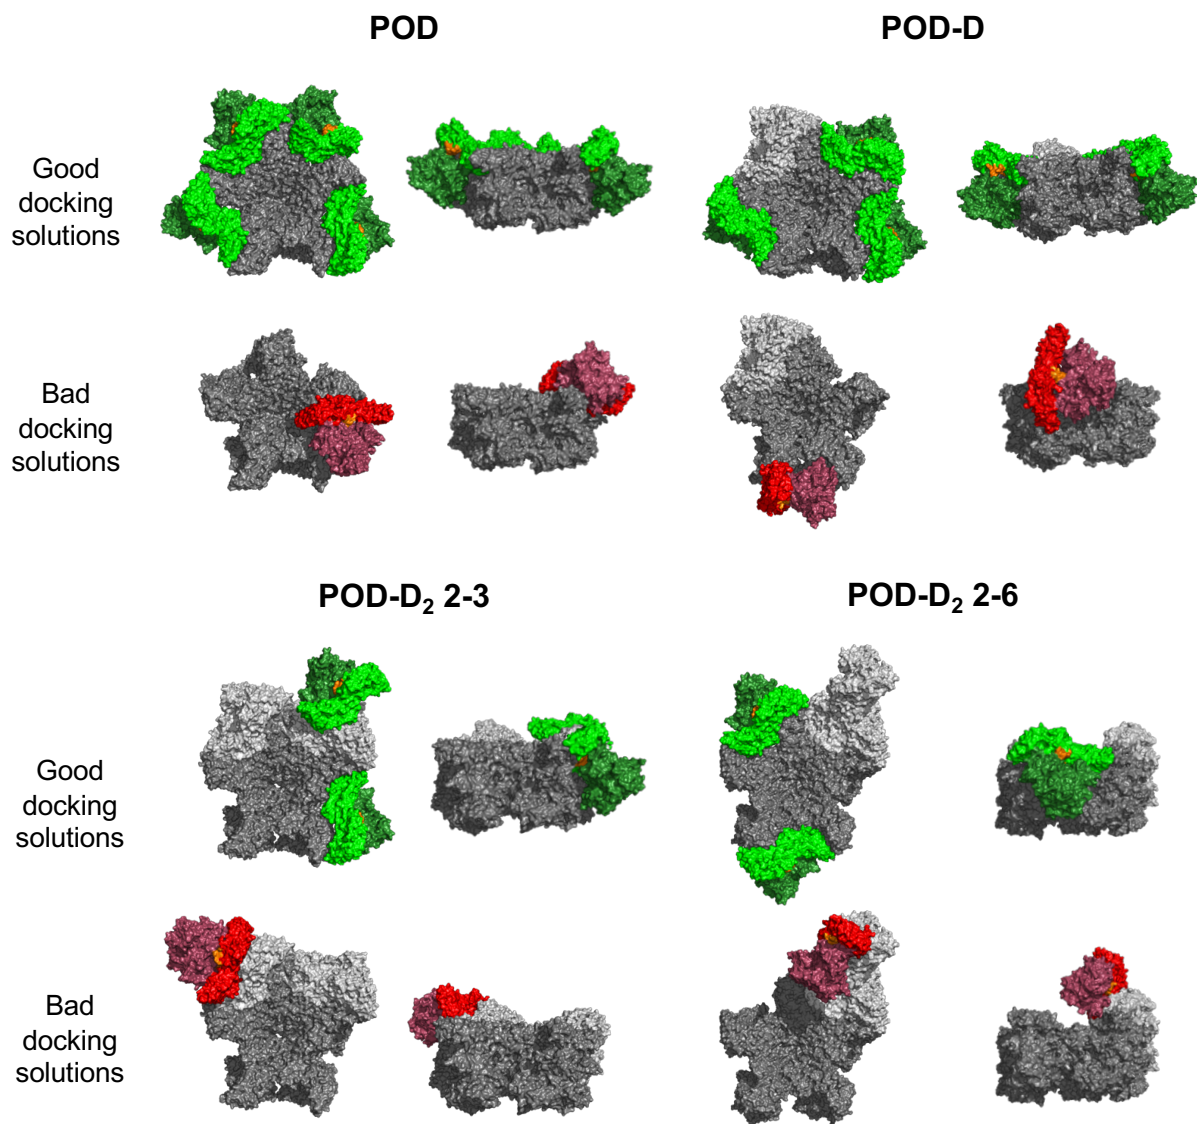 POD
POD-D
Good
docking
solutions
Bad
docking
solutions
POD-D₂ 2-3
POD-D₂ 2-6
Good
docking
solutions
Bad
docking
solutions